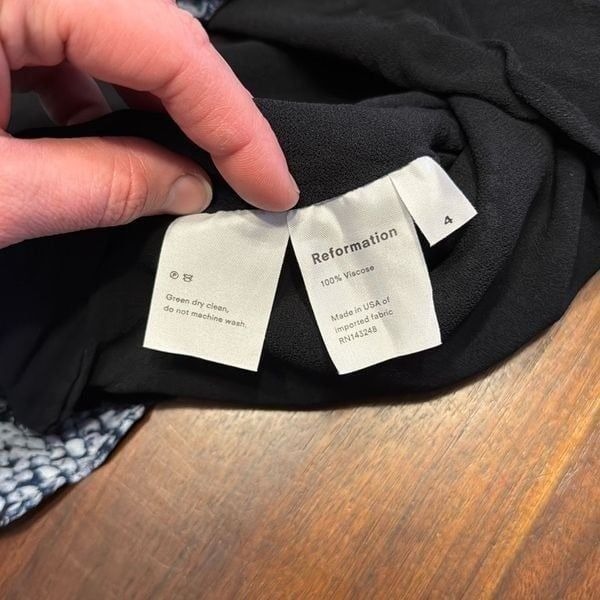 Green dry clean,
do not machine wash.
Reformation
100% Viscose
Made in USA of
imported fabric
RN143248
4